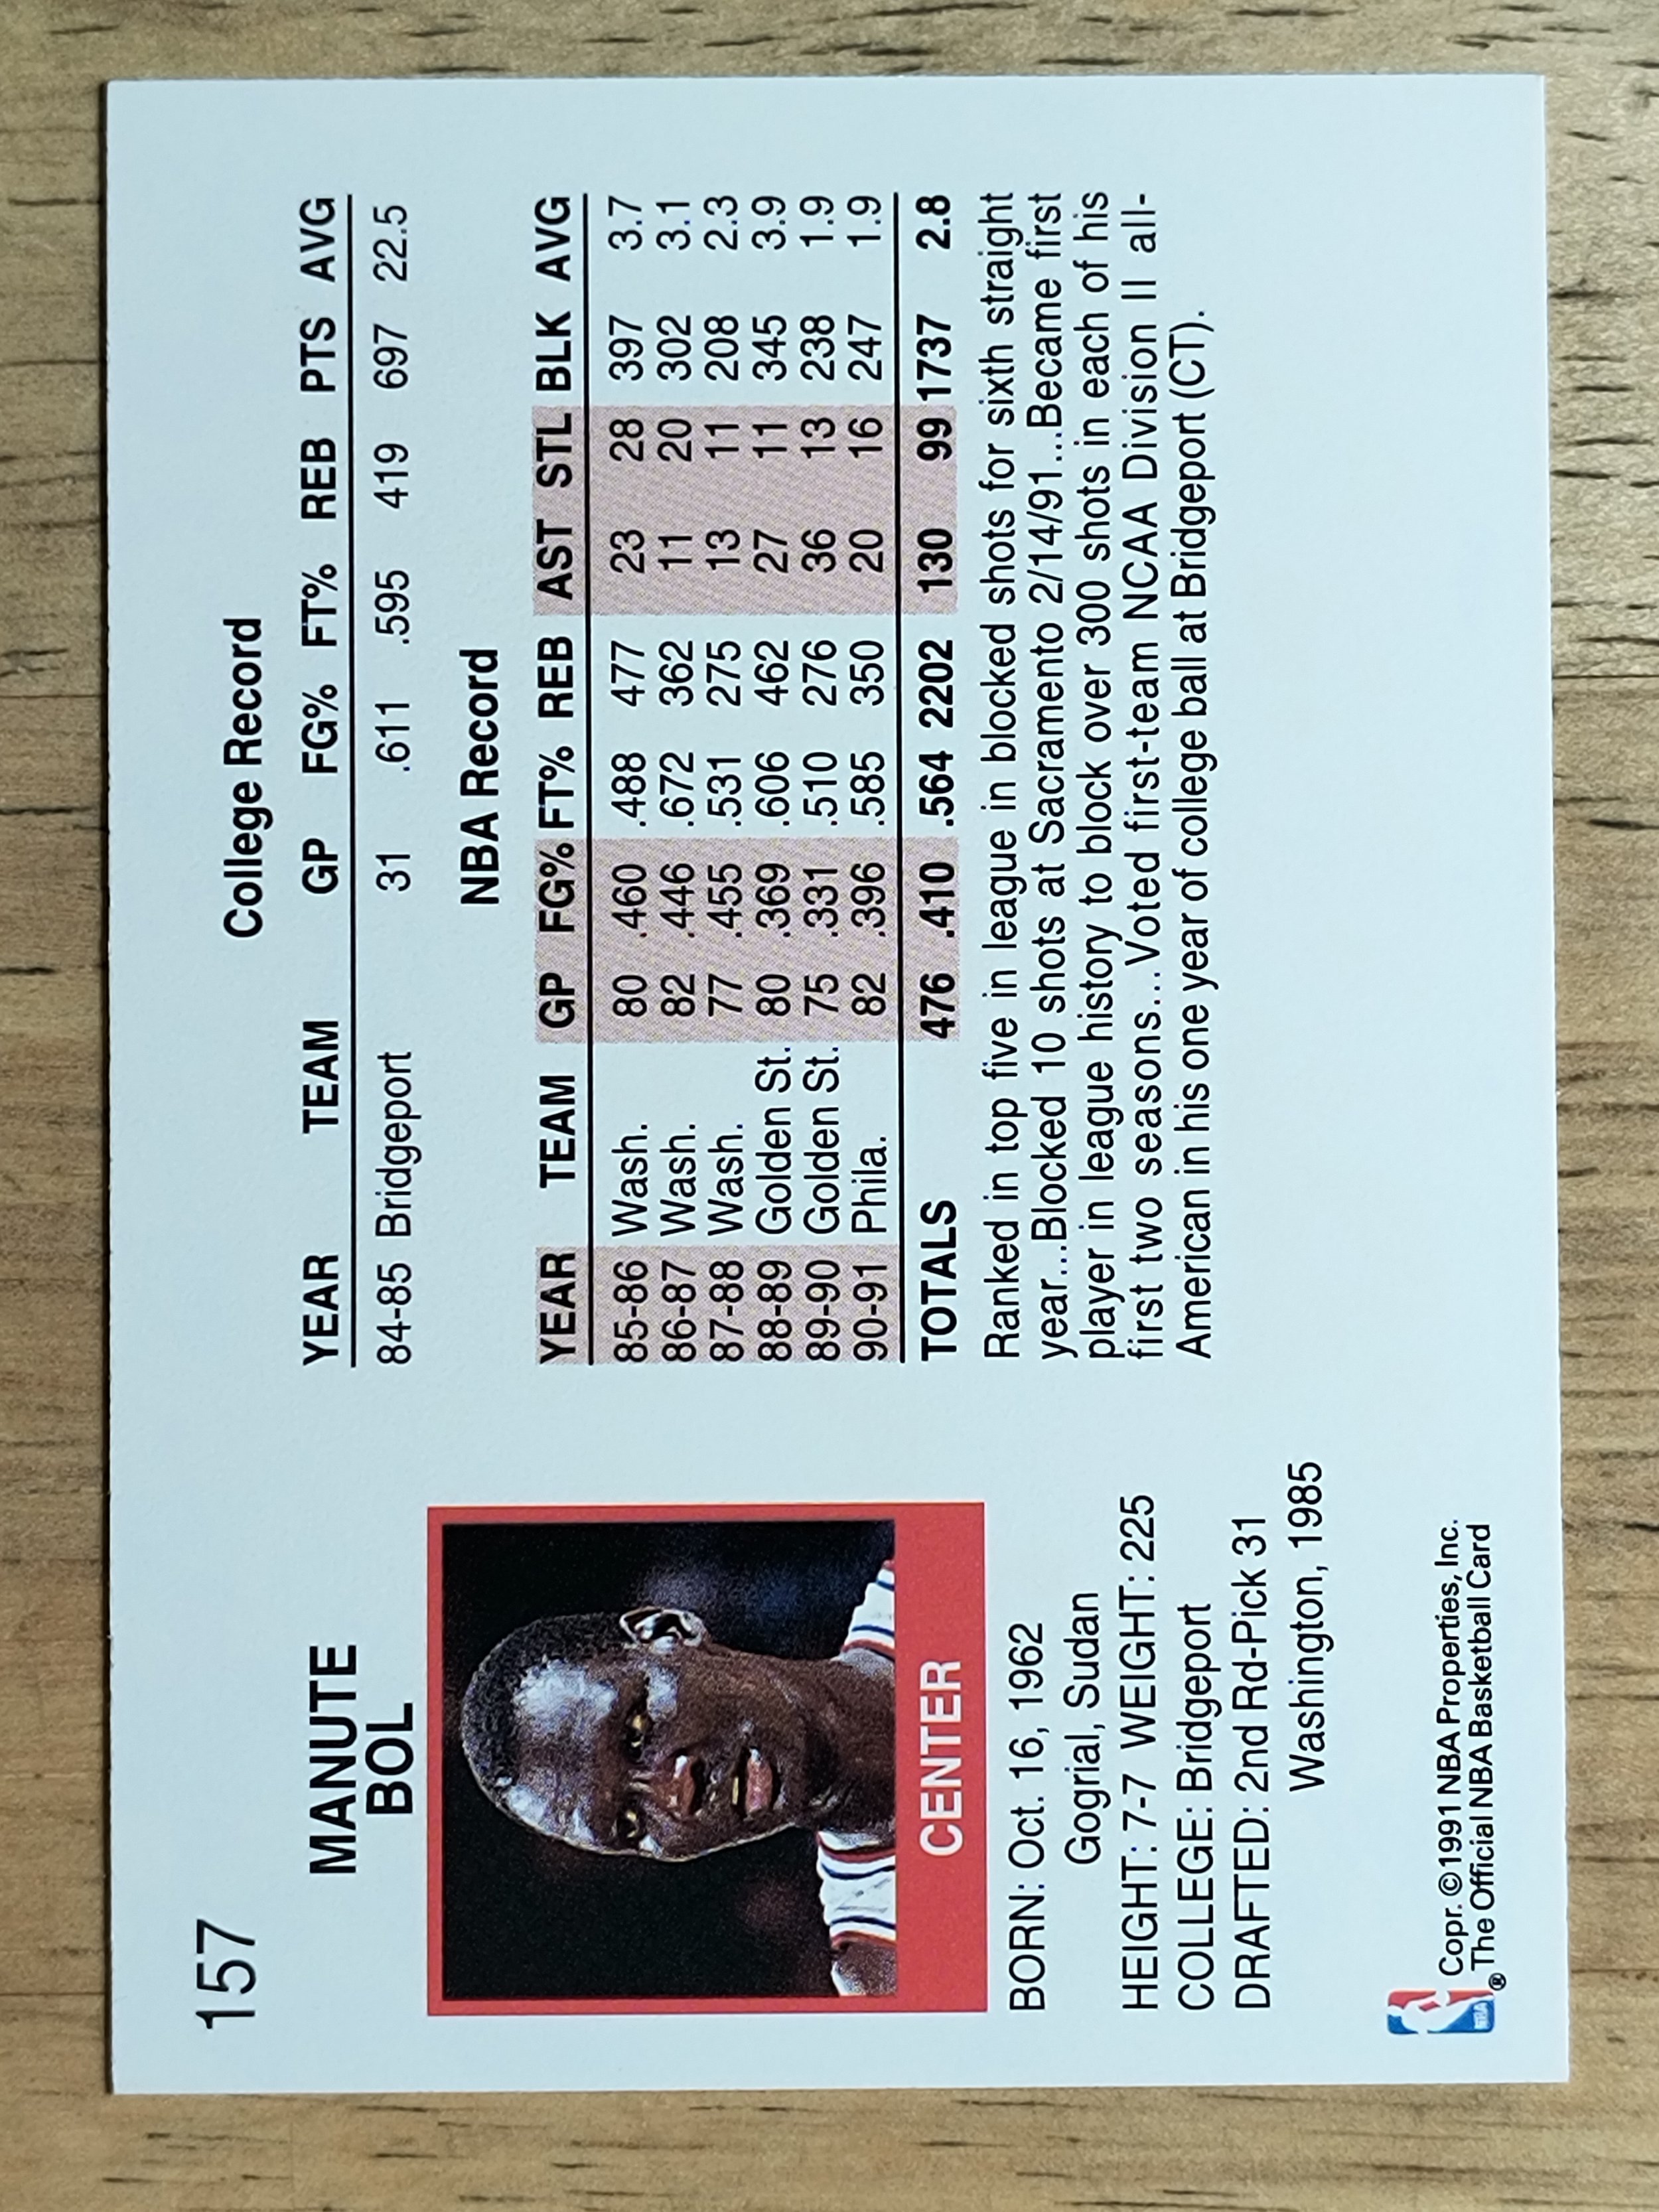 157
MANUTE
BOL
CENTER
BORN: Oct. 16, 1962
Gogrial, Sudan
HEIGHT: 7-7 WEIGHT: 225
COLLEGE: Bridgeport
DRAFTED: 2nd Rd-Pick 31
Washington, 1985
NBA
®
Copr. ©1991 NBA Properties, Inc.
The Official NBA Basketball Card
College Record
YEAR TEAM GP FG% FT% REB PTS AVG
84-85 Bridgeport 31 .611 .595 419 697 22.5
NBA Record
YEAR TEAM GP FG% FT% REB AST STL BLK AVG
85-86 Wash. 80 .460 .488 477 23 28 397 3.7
86-87 Wash. 82 .446 .672 362 11 20 302 3.1
87-88 Wash. 77 .455 .531 275 13 11 208 2.3
88-89 Golden St. 80 .369 .606 462 27 11 345 3.9
89-90 Golden St. 75 .331 .510 276 36 13 238 1.9
90-91 Phila. 82 .396 .585 350 20 16 247 1.9
TOTALS 476 .410 .564 2202 130 99 1737 2.8
Ranked in top five in league in blocked shots for sixth straight
year...Blocked 10 shots at Sacramento 2/14/91...Became first
player in league history to block over 300 shots in each of his
first two seasons...Voted first-team NCAA Division II all-
American in his one year of college ball at Bridgeport (CT).